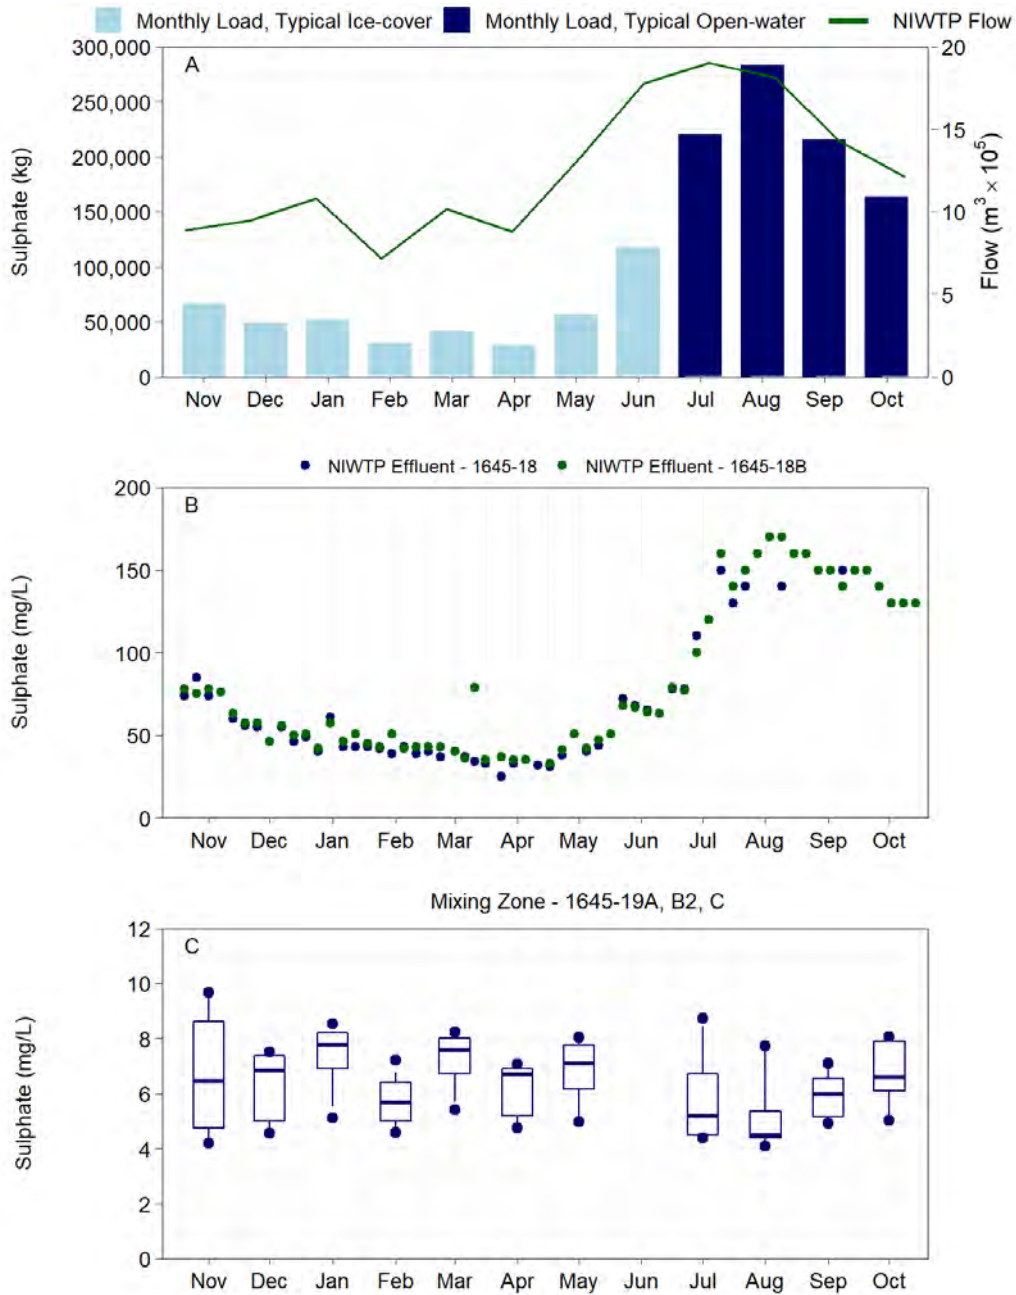 Monthly Load, Typical Ice-cover Monthly Load, Typical Open-water NIWTP Flow
A
300,000
250,000
200,000
150,000
100,000
50,000
0
Sulphate (kg)
20
15
10
5
0
Flow (m³ × 10⁵)
Nov Dec Jan Feb Mar Apr May Jun Jul Aug Sep Oct
NIWTP Effluent - 1645-18 NIWTP Effluent - 1645-18B
B
200
150
100
50
0
Sulphate (mg/L)
Nov Dec Jan Feb Mar Apr May Jun Jul Aug Sep Oct
Mixing Zone - 1645-19A, B2, C
C
12
10
8
6
4
2
0
Sulphate (mg/L)
Nov Dec Jan Feb Mar Apr May Jun Jul Aug Sep Oct